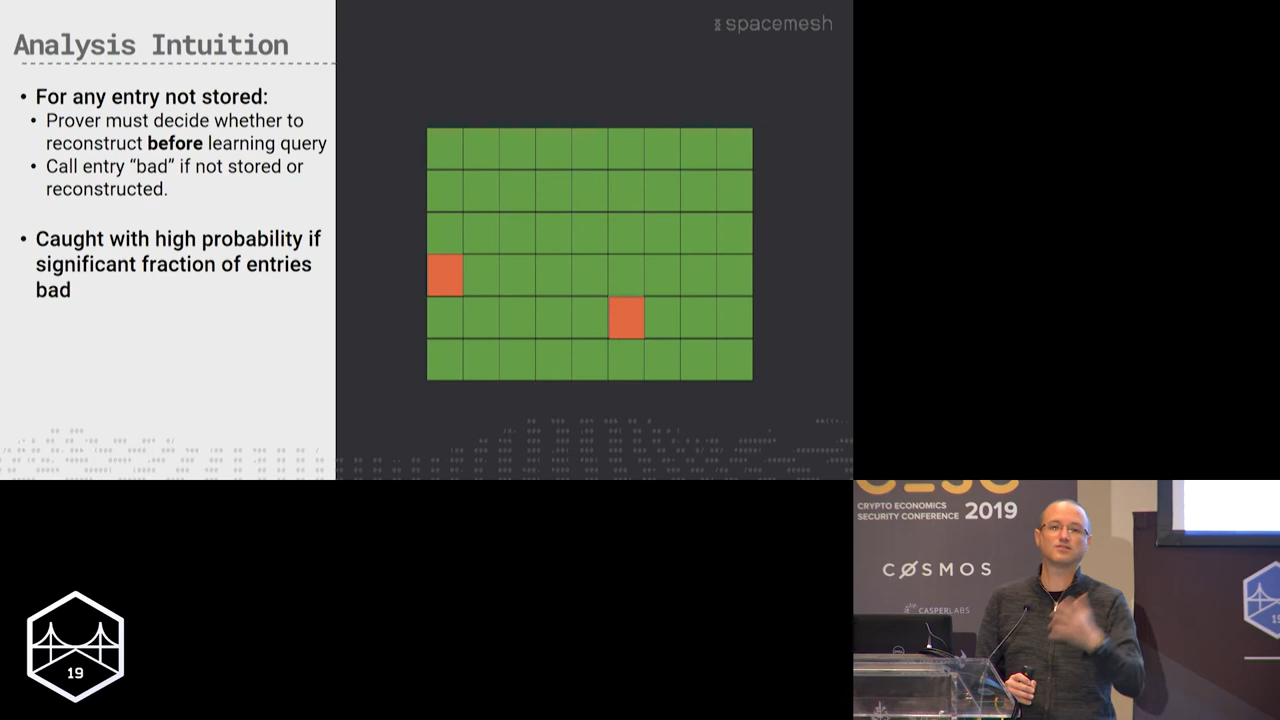 Analysis Intuition
• For any entry not stored:
• Prover must decide whether to
reconstruct before learning query
• Call entry “bad” if not stored or
reconstructed.
• Caught with high probability if
significant fraction of entries
bad
spacemesh
CRYPTO ECONOMICS
SECURITY CONFERENCE 2019
CØSMOS
CASPERLABS
DELL
19